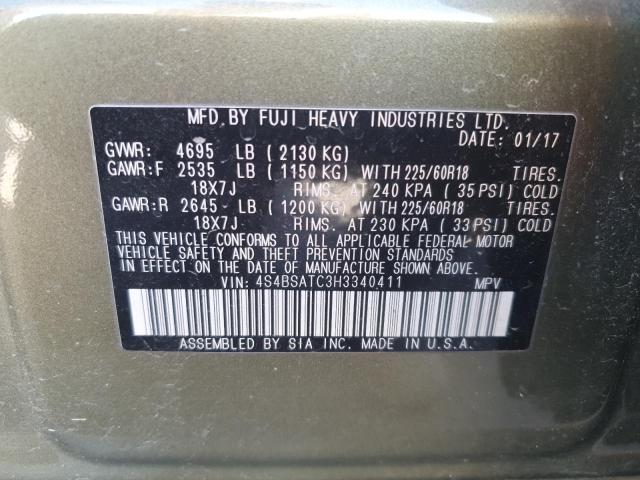 MFD.BY FUJI HEAVY INDUSTRIES LTD.
DATE: 01/17
GVWR: 4695 LB ( 2130 KG)
GAWR:F 2535 LB ( 1150 KG) WITH 225/60R18 TIRES.
18X7J RIMS. AT 240 KPA ( 35 PSI) COLD
GAWR:R 2645 LB ( 1200 KG) WITH 225/60R18 TIRES.
18X7J RIMS. AT 230 KPA ( 33 PSI) COLD
THIS VEHICLE CONFORMS TO ALL APPLICABLE FEDERAL MOTOR
VEHICLE SAFETY AND THEFT PREVENTION STANDARDS
IN EFFECT ON THE DATE OF MANUFACTURE SHOWN ABOVE.
VIN: 4S4BSATC3H3340411 MPV
ASSEMBLED BY SIA INC. MADE IN U.S.A.